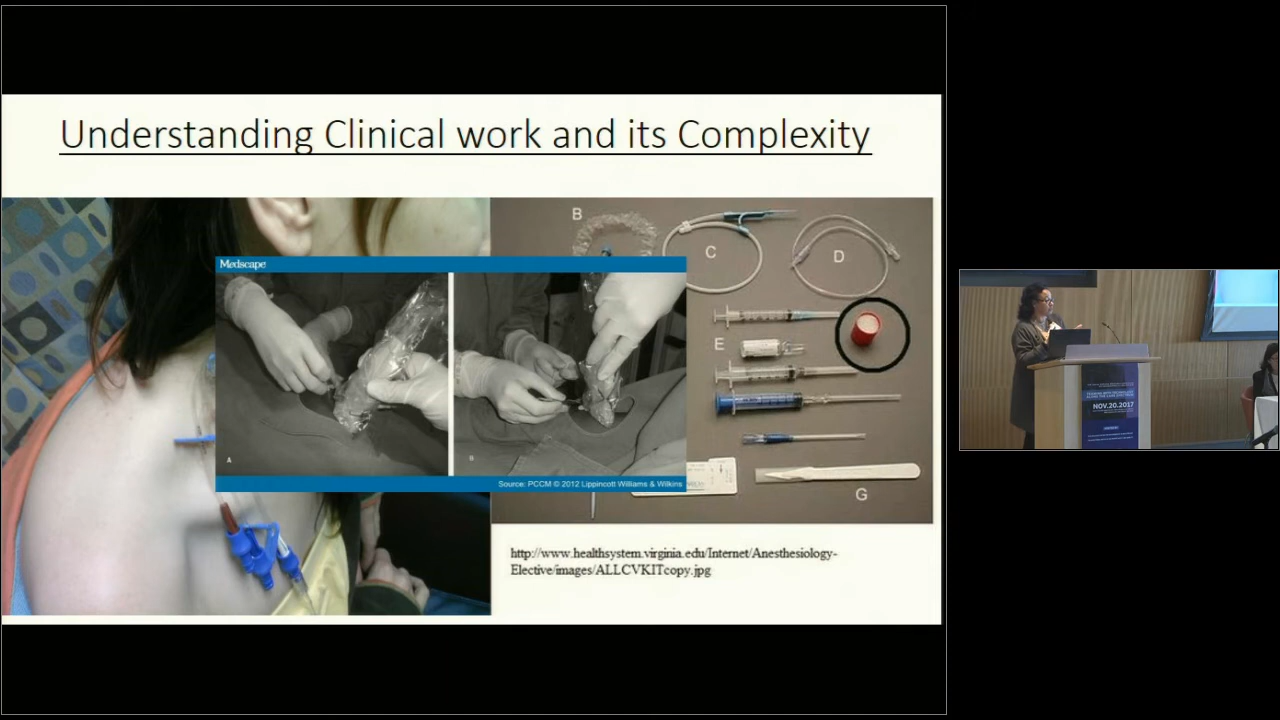 Understanding Clinical work and its Complexity
B
C
D
E
G
Medscape
A
B
Source: PCCM © 2012 Lippincott Williams & Wilkins
http://www.healthsystem.virginia.edu/Internet/Anesthesiology-
Elective/images/ALLCVKITcopy.jpg
NOV.20.2017